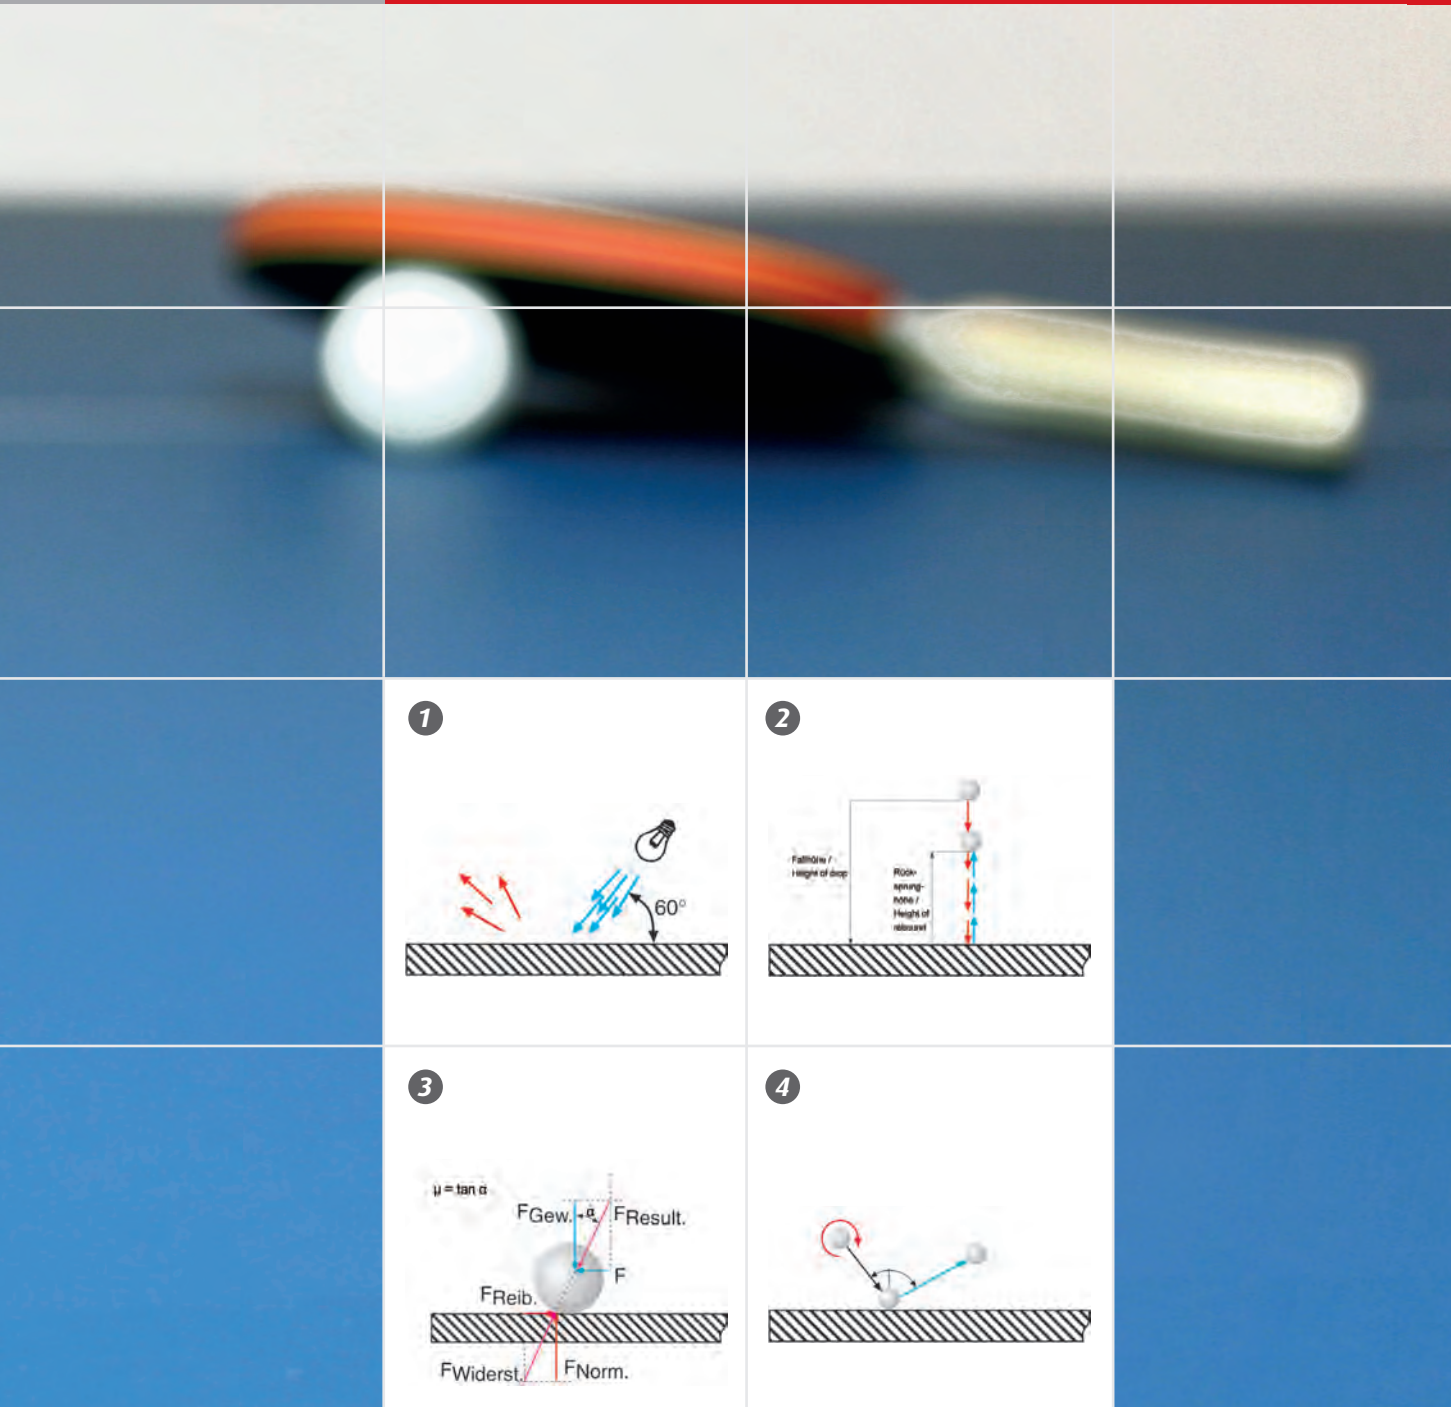 1
2
60°
Fallhöhe /
Height of drop
Rück-
sprung-
höhe /
Height of
rebound
3
4
μ = tan α
FGew.
α
FResult.
F
FReib.
FWiderst.
FNorm.